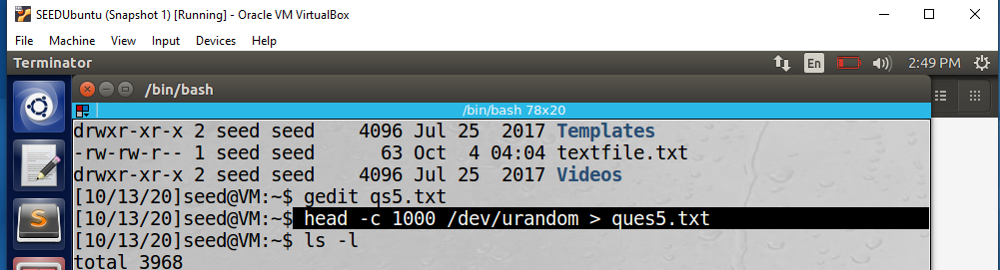 SEEDUbuntu (Snapshot 1) [Running] - Oracle VM VirtualBox
File Machine View Input Devices Help
Terminator En 2:49 PM
/bin/bash
/bin/bash 78x20
drwxr-xr-x 2 seed seed    4096 Jul 25  2017 Templates
-rw-rw-r-- 1 seed seed      63 Oct  4 04:04 textfile.txt
drwxr-xr-x 2 seed seed    4096 Jul 25  2017 Videos
[10/13/20]seed@VM:~$ gedit qs5.txt
[10/13/20]seed@VM:~$ head -c 1000 /dev/urandom > ques5.txt
[10/13/20]seed@VM:~$ ls -l
total 3968